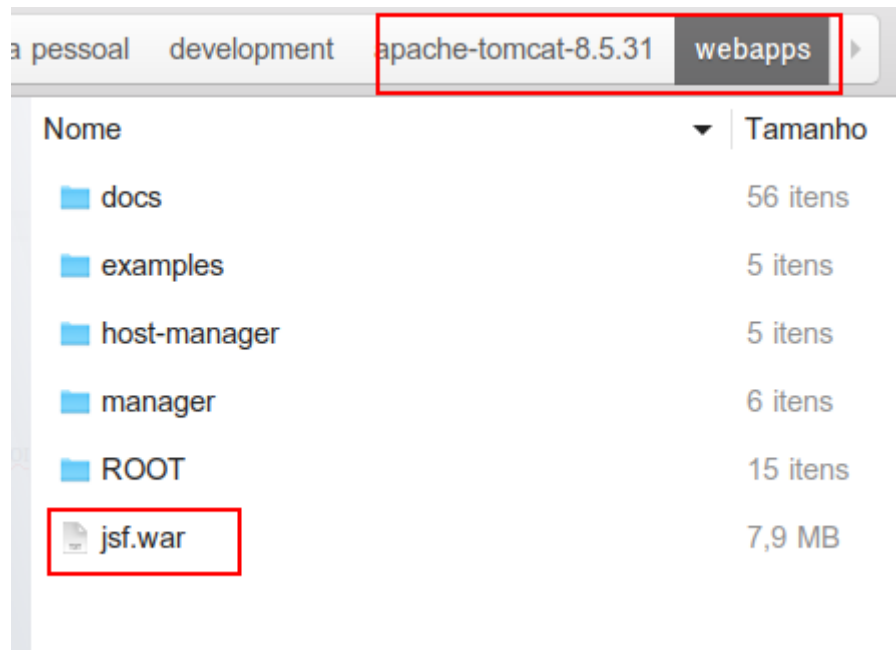 a pessoal development apache-tomcat-8.5.31 webapps
Nome Tamanho
docs 56 itens
examples 5 itens
host-manager 5 itens
manager 6 itens
ROOT 15 itens
jsf.war 7,9 MB